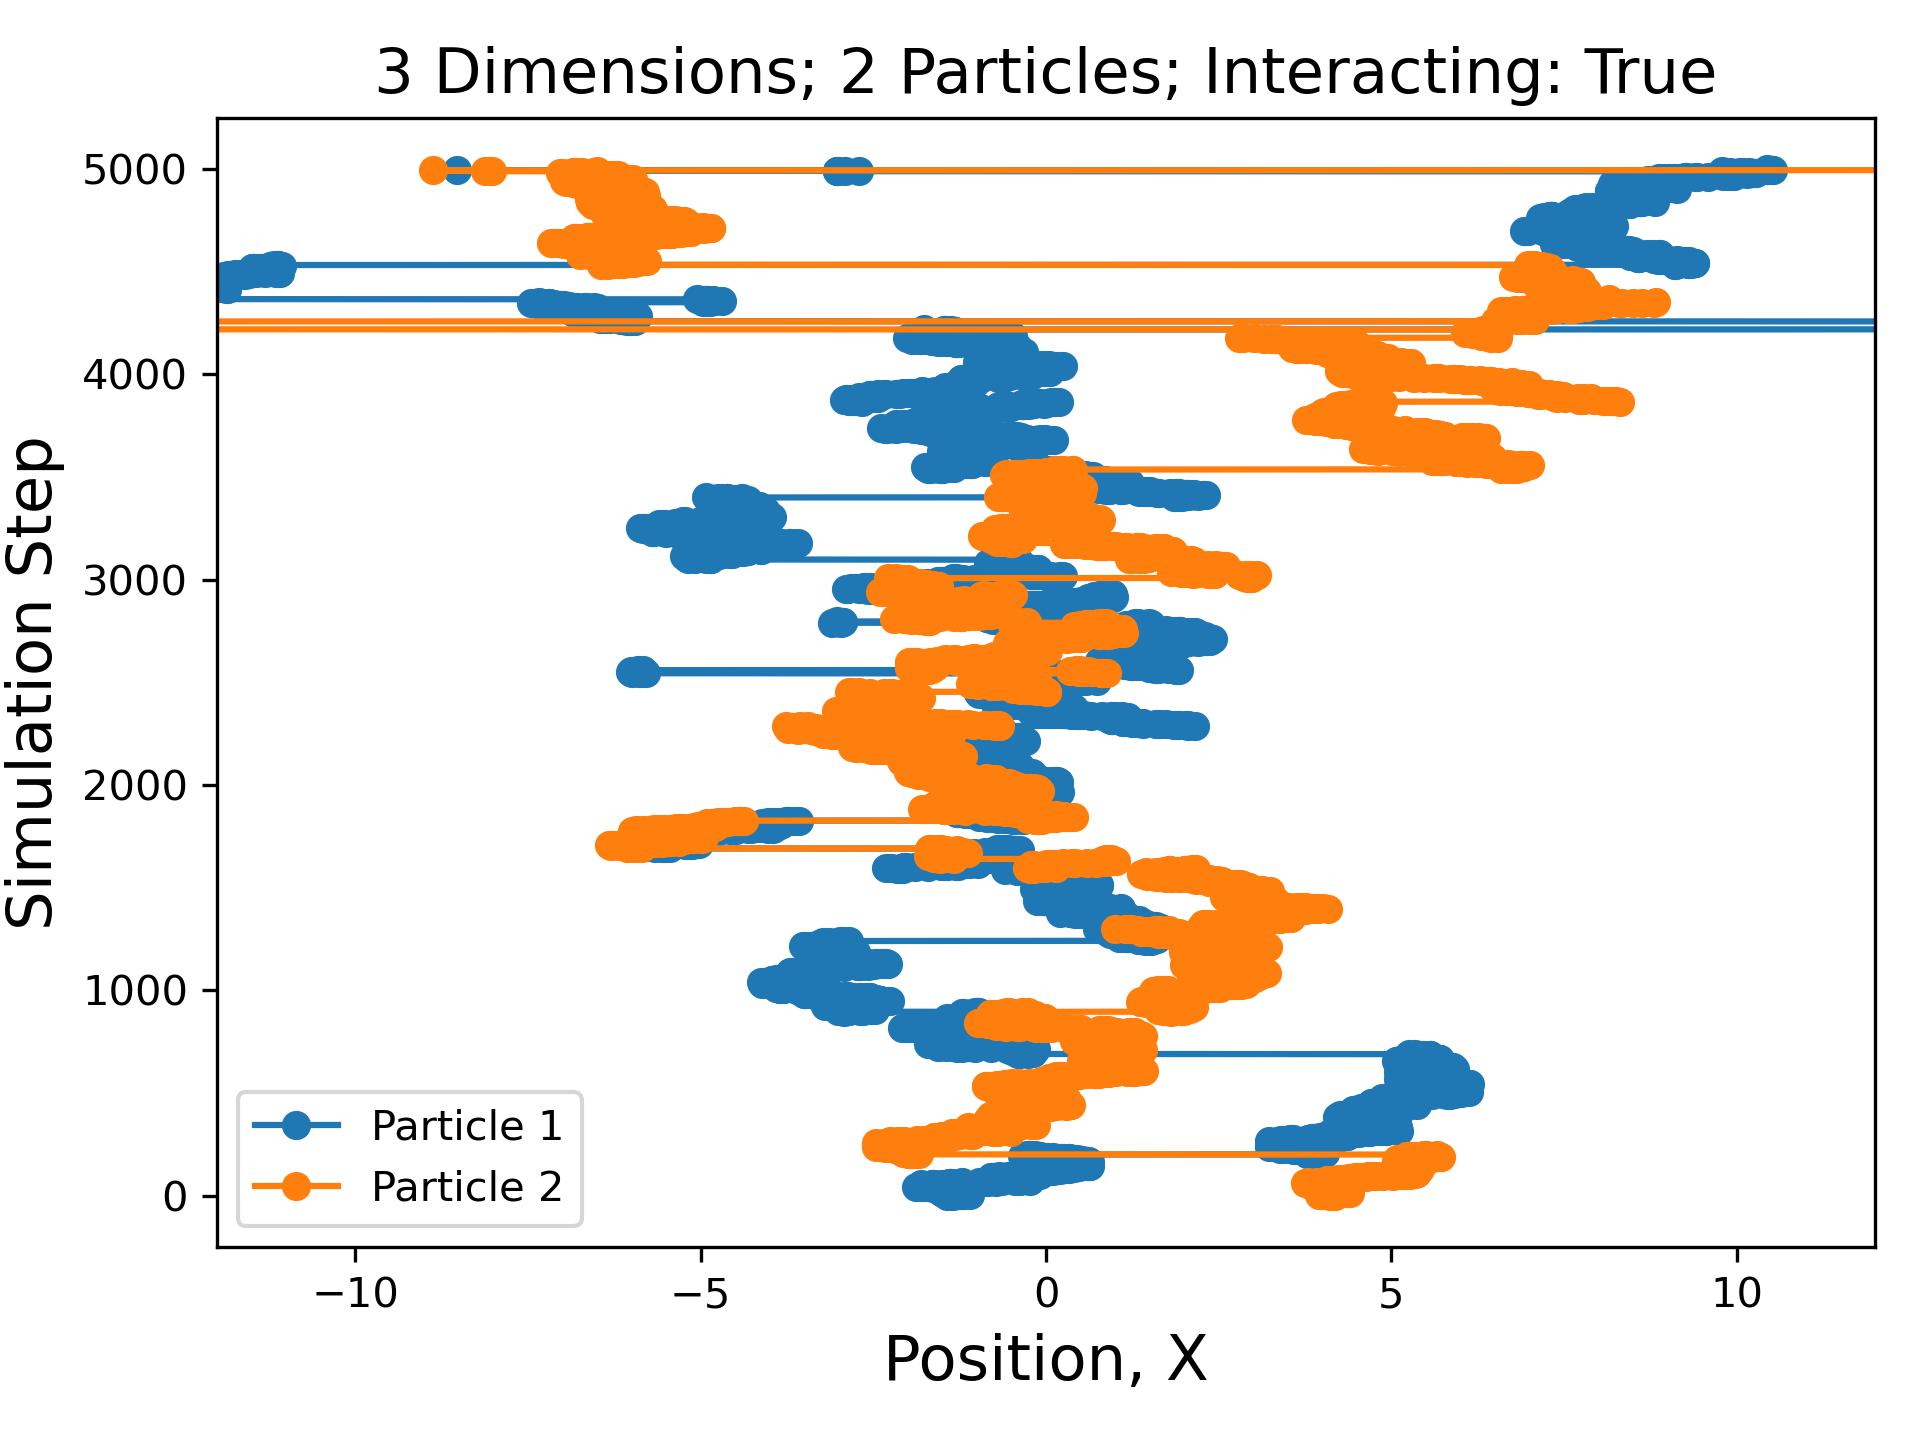 3 Dimensions; 2 Particles; Interacting: True
Simulation Step
5000
4000
3000
2000
1000
0
Particle 1
Particle 2
−10
−5
0
5
10
Position, X